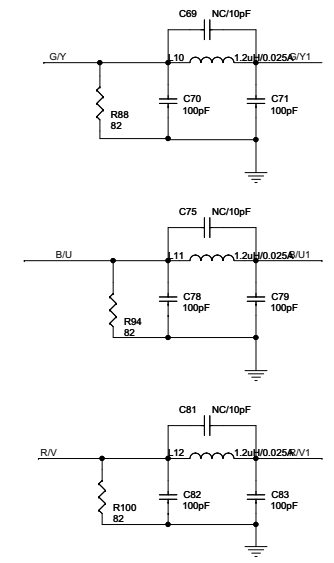 C69 NC/10pF
G/Y L10 1.2uH/0.025A G/Y1
R88
82
C70
100pF
C71
100pF
C75 NC/10pF
B/U L11 1.2uH/0.025A B/U1
R94
82
C78
100pF
C79
100pF
C81 NC/10pF
R/V L12 1.2uH/0.025A R/V1
R100
82
C82
100pF
C83
100pF